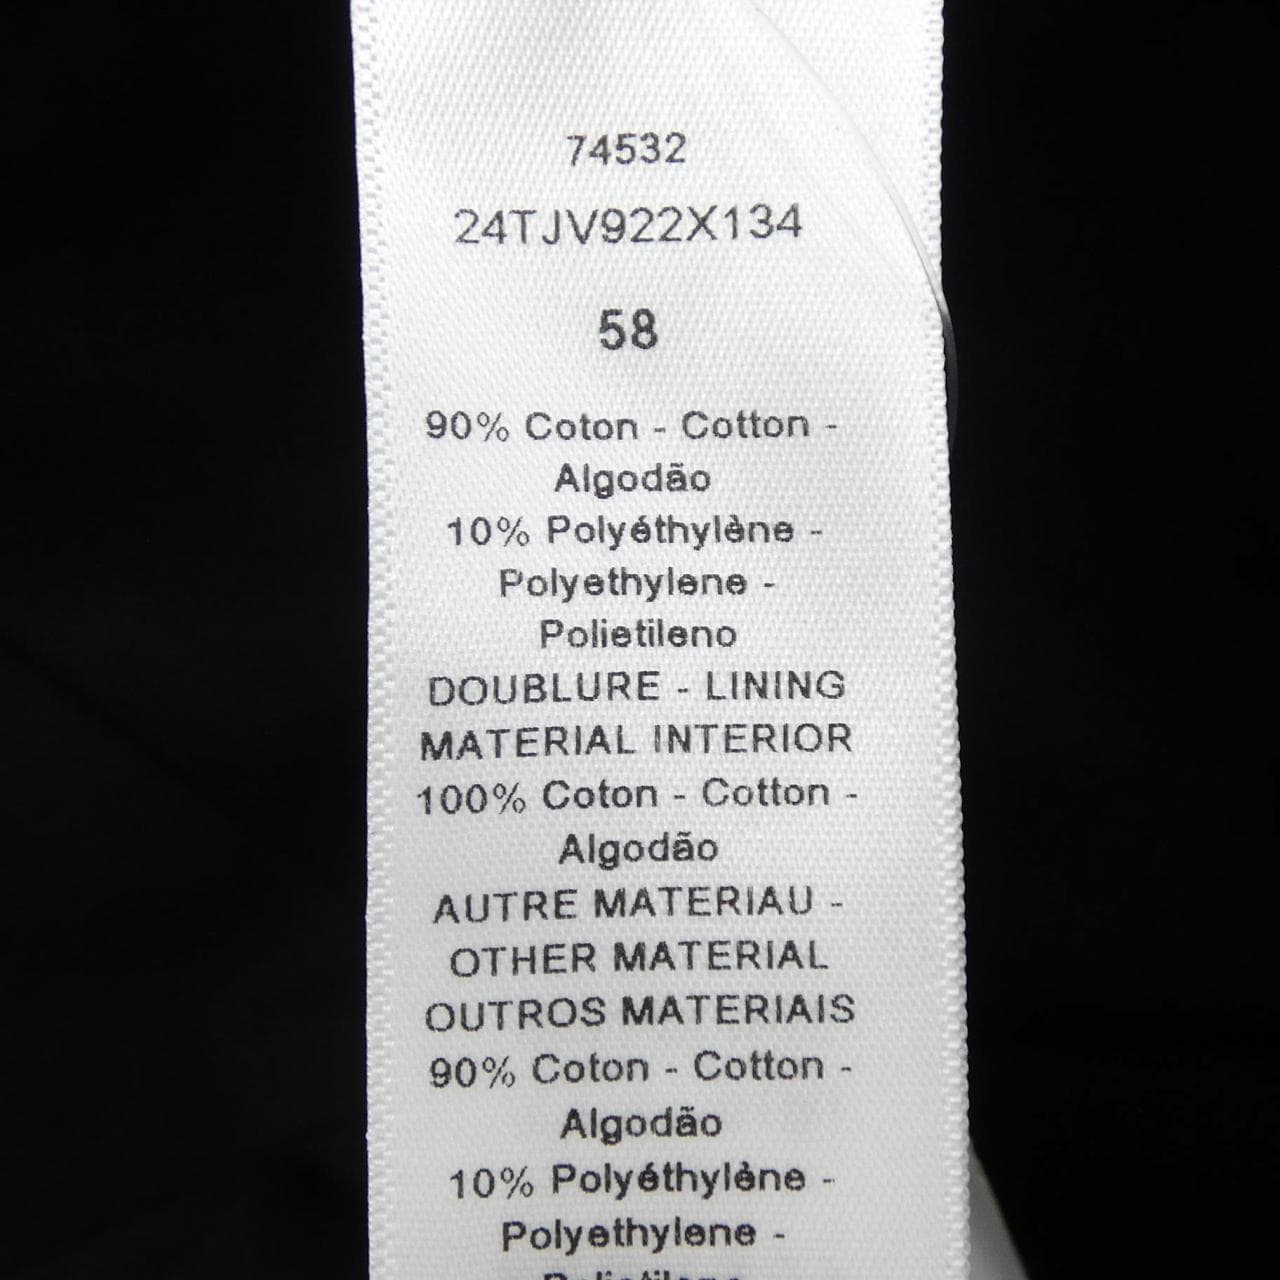 74532
24TJV922X134
58
90% Coton - Cotton -
Algodão
10% Polyéthylène -
Polyethylene -
Polietileno
DOUBLURE - LINING
MATERIAL INTERIOR
100% Coton - Cotton -
Algodão
AUTRE MATERIAU -
OTHER MATERIAL
OUTROS MATERIAIS
90% Coton - Cotton -
Algodão
10% Polyéthylène -
Polyethylene -